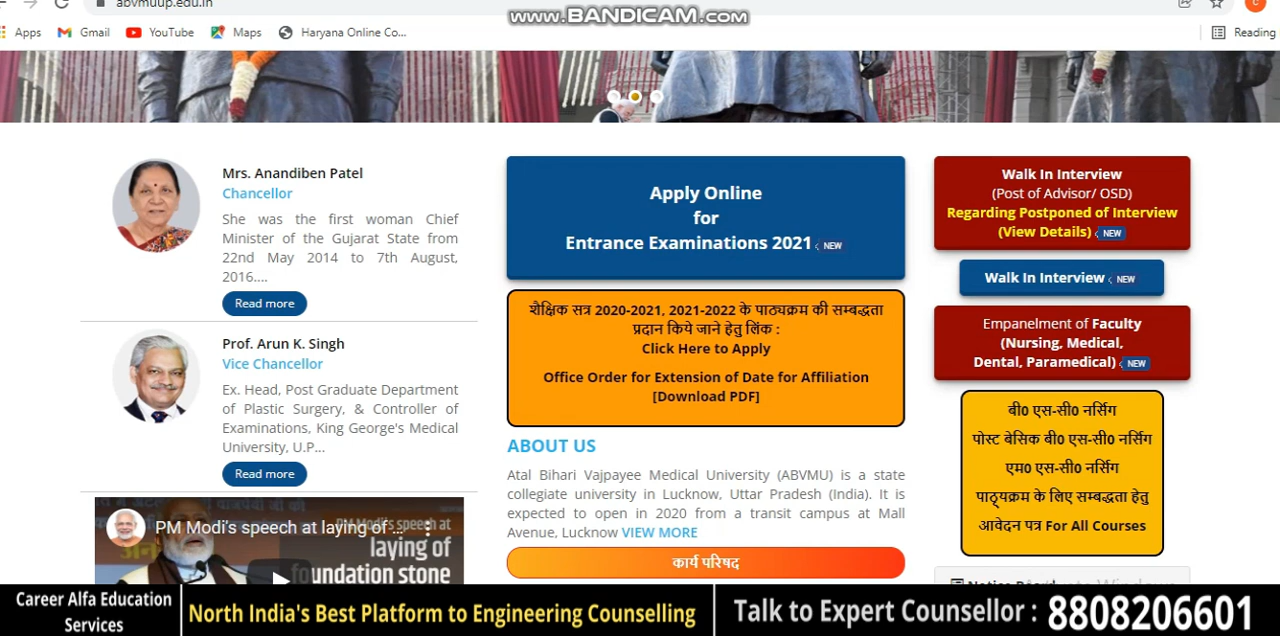 abvmuup.edu.in
www.BANDICAM.com
Apps
Gmail
YouTube
Maps
Haryana Online Co...
Reading
Mrs. Anandiben Patel
Chancellor
She was the first woman Chief
Minister of the Gujarat State from
22nd May 2014 to 7th August,
2016....
Read more
Prof. Arun K. Singh
Vice Chancellor
Ex. Head, Post Graduate Department
of Plastic Surgery, & Controller of
Examinations, King George's Medical
University, U.P...
Read more
PM Modi's speech at laying of ...
PM Modi's speech at
laying of
foundation stone
Apply Online
for
Entrance Examinations 2021 NEW
शैक्षिक सत्र 2020-2021, 2021-2022 के पाठ्यक्रम की सम्बद्धता
प्रदान किये जाने हेतु लिंक :
Click Here to Apply
Office Order for Extension of Date for Affiliation
[Download PDF]
ABOUT US
Atal Bihari Vajpayee Medical University (ABVMU) is a state
collegiate university in Lucknow, Uttar Pradesh (India). It is
expected to open in 2020 from a transit campus at Mall
Avenue, Lucknow VIEW MORE
कार्य परिषद
Walk In Interview
(Post of Advisor/ OSD)
Regarding Postponed of Interview
(View Details) NEW
Walk In Interview NEW
Empanelment of Faculty
(Nursing, Medical,
Dental, Paramedical) NEW
बी0 एस-सी0 नर्सिंग
पोस्ट बेसिक बी0 एस-सी0 नर्सिंग
एम0 एस-सी0 नर्सिंग
पाठ्यक्रम के लिए सम्बद्धता हेतु
आवेदन पत्र For All Courses
Career Alfa Education
Services
North India's Best Platform to Engineering Counselling
Talk to Expert Counsellor : 8808206601